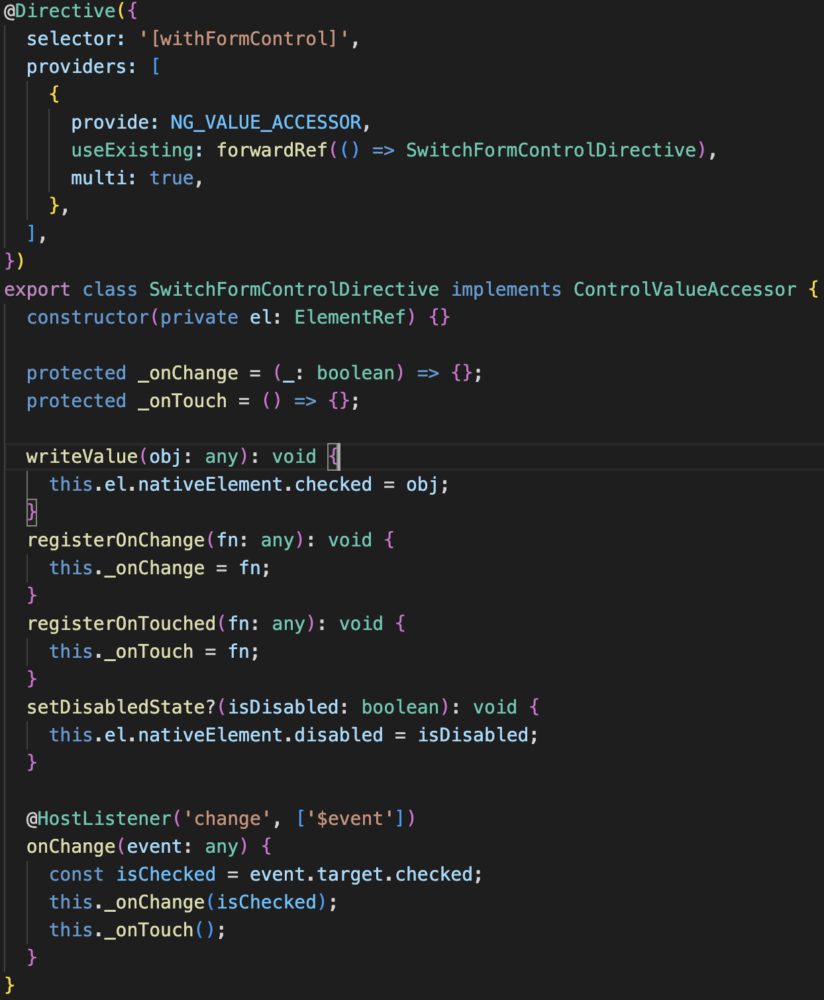 @Directive({
  selector: '[withFormControl]',
  providers: [
    {
      provide: NG_VALUE_ACCESSOR,
      useExisting: forwardRef(() => SwitchFormControlDirective),
      multi: true,
    },
  ],
})
export class SwitchFormControlDirective implements ControlValueAccessor {
  constructor(private el: ElementRef) {}

  protected _onChange = (_: boolean) => {};
  protected _onTouch = () => {};

  writeValue(obj: any): void {
    this.el.nativeElement.checked = obj;
  }
  registerOnChange(fn: any): void {
    this._onChange = fn;
  }
  registerOnTouched(fn: any): void {
    this._onTouch = fn;
  }
  setDisabledState?(isDisabled: boolean): void {
    this.el.nativeElement.disabled = isDisabled;
  }

  @HostListener('change', ['$event'])
  onChange(event: any) {
    const isChecked = event.target.checked;
    this._onChange(isChecked);
    this._onTouch();
  }
}